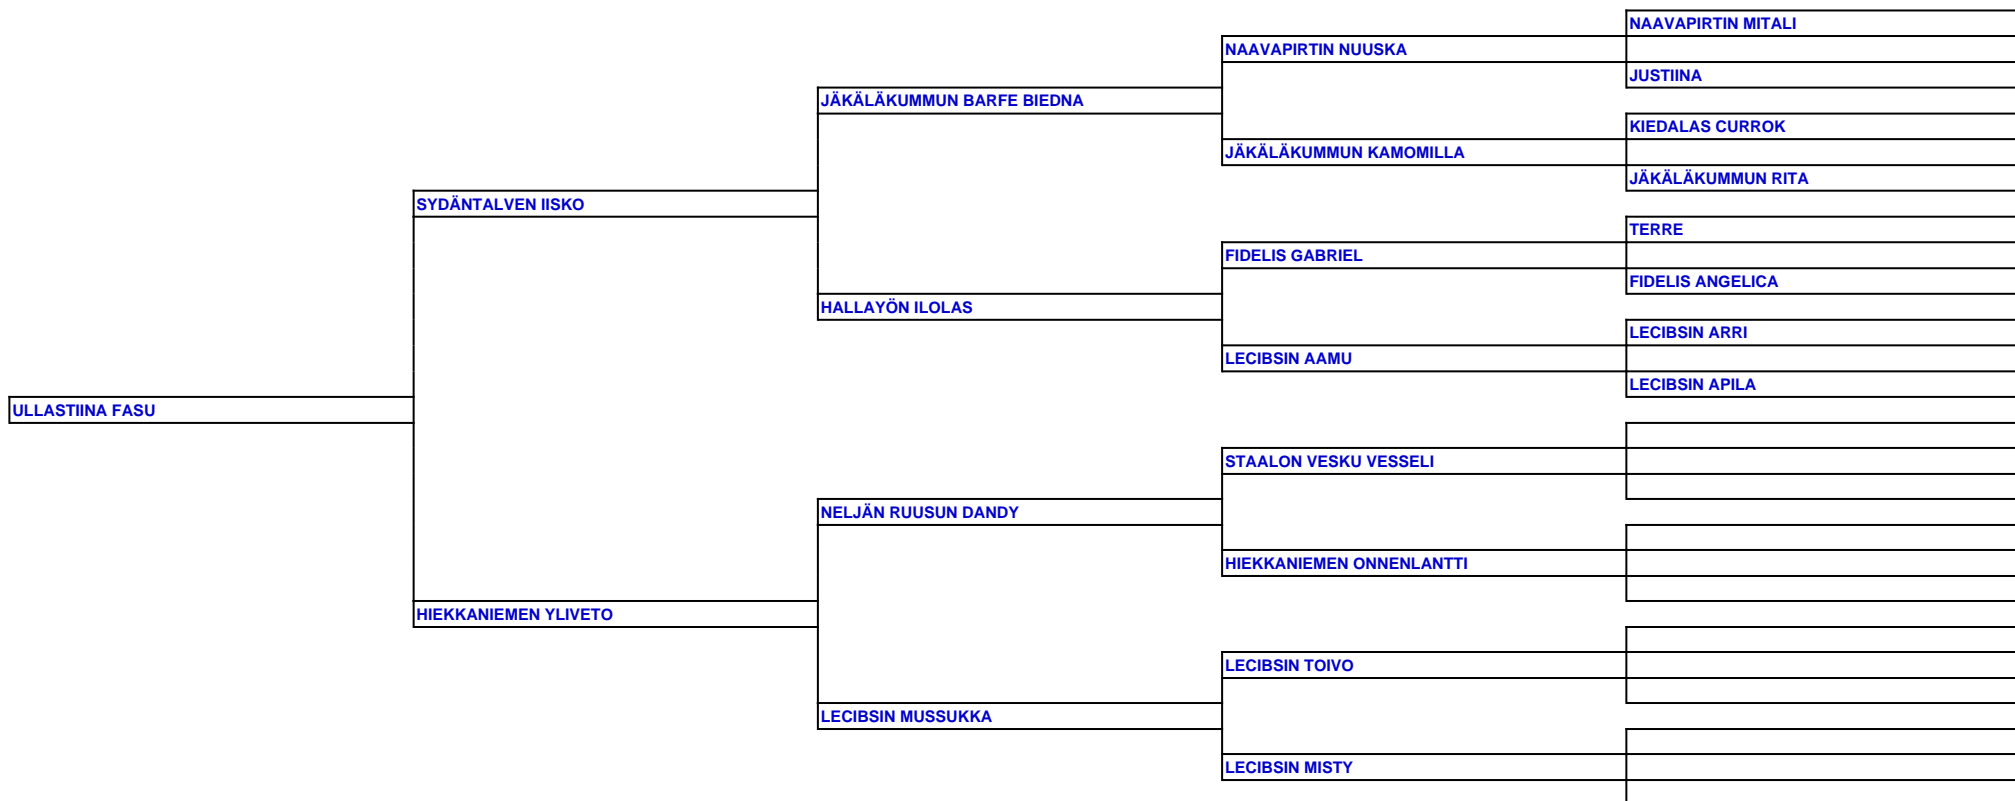 NAAVAPIRTIN MITALI
NAAVAPIRTIN NUUSKA
JUSTIINA
JÄKÄLÄKUMMUN BARFE BIEDNA
KIEDALAS CURROK
JÄKÄLÄKUMMUN KAMOMILLA
JÄKÄLÄKUMMUN RITA
SYDÄNTALVEN IISKO
TERRE
FIDELIS GABRIEL
FIDELIS ANGELICA
HALLAYÖN ILOLAS
LECIBSIN ARRI
LECIBSIN AAMU
LECIBSIN APILA
ULLASTIINA FASU
STAALON VESKU VESSELI
NELJÄN RUUSUN DANDY
HIEKKANIEMEN ONNENLANTTI
HIEKKANIEMEN YLIVETO
LECIBSIN TOIVO
LECIBSIN MUSSUKKA
LECIBSIN MISTY